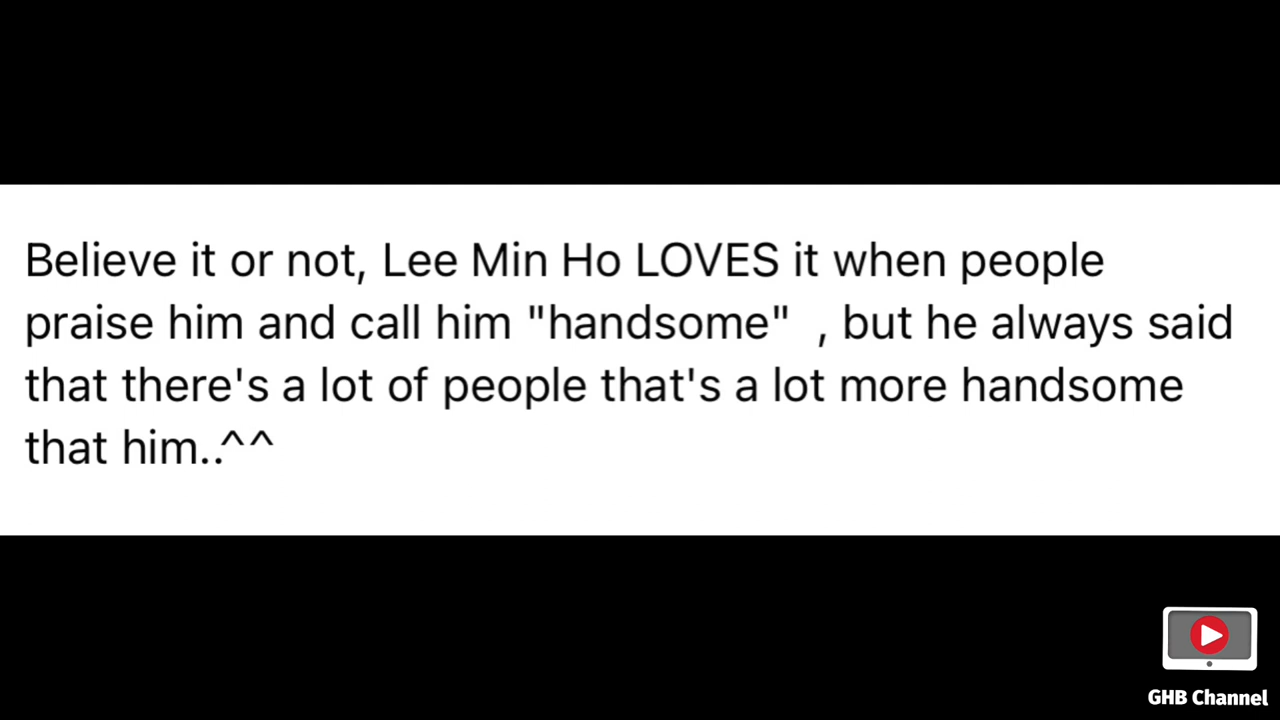 Believe it or not, Lee Min Ho LOVES it when people
praise him and call him "handsome"  , but he always said
that there's a lot of people that's a lot more handsome
that him..^^
GHB Channel